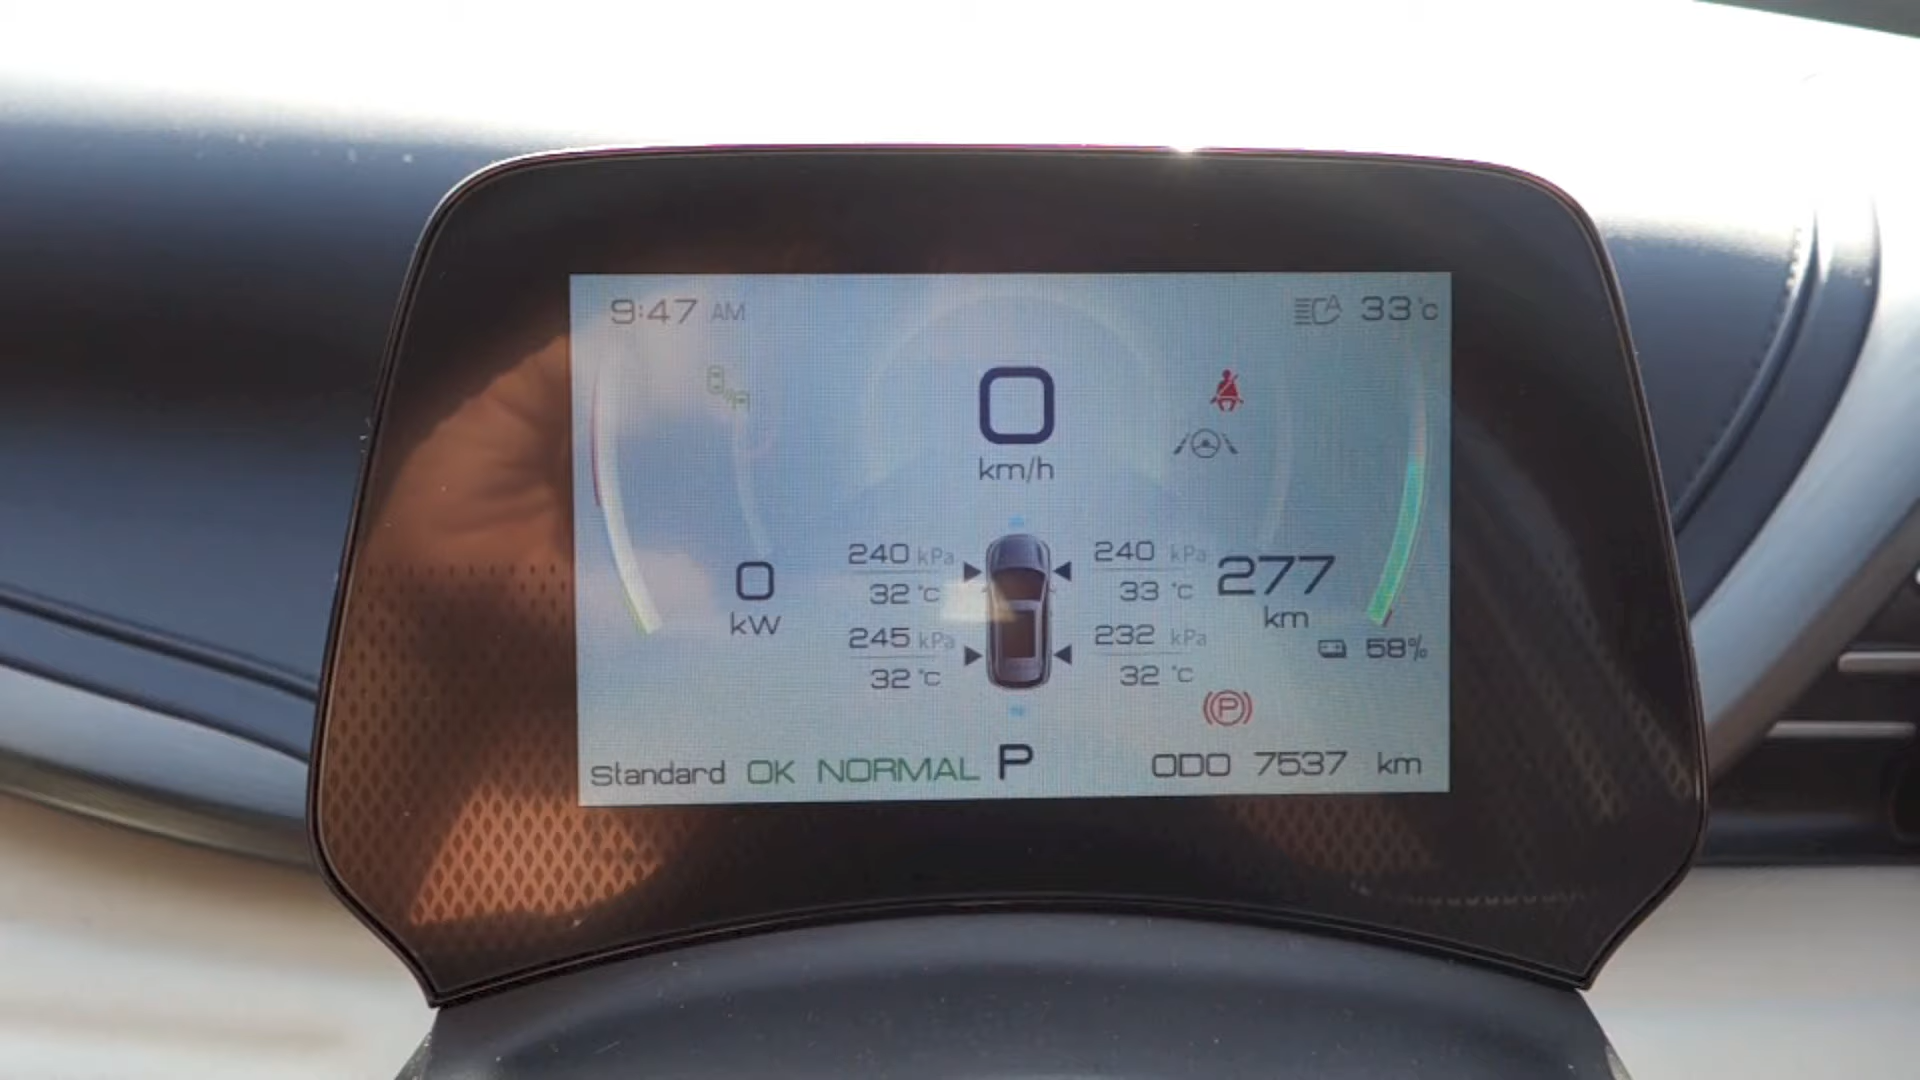 9:47 AM
A 33°C
0
km/h
240 kPa
32 °C
240 kPa
33 °C
0
kW
277
km
245 kPa
32 °C
232 kPa
32 °C
58%
P
Standard OK NORMAL P ODO 7537 km